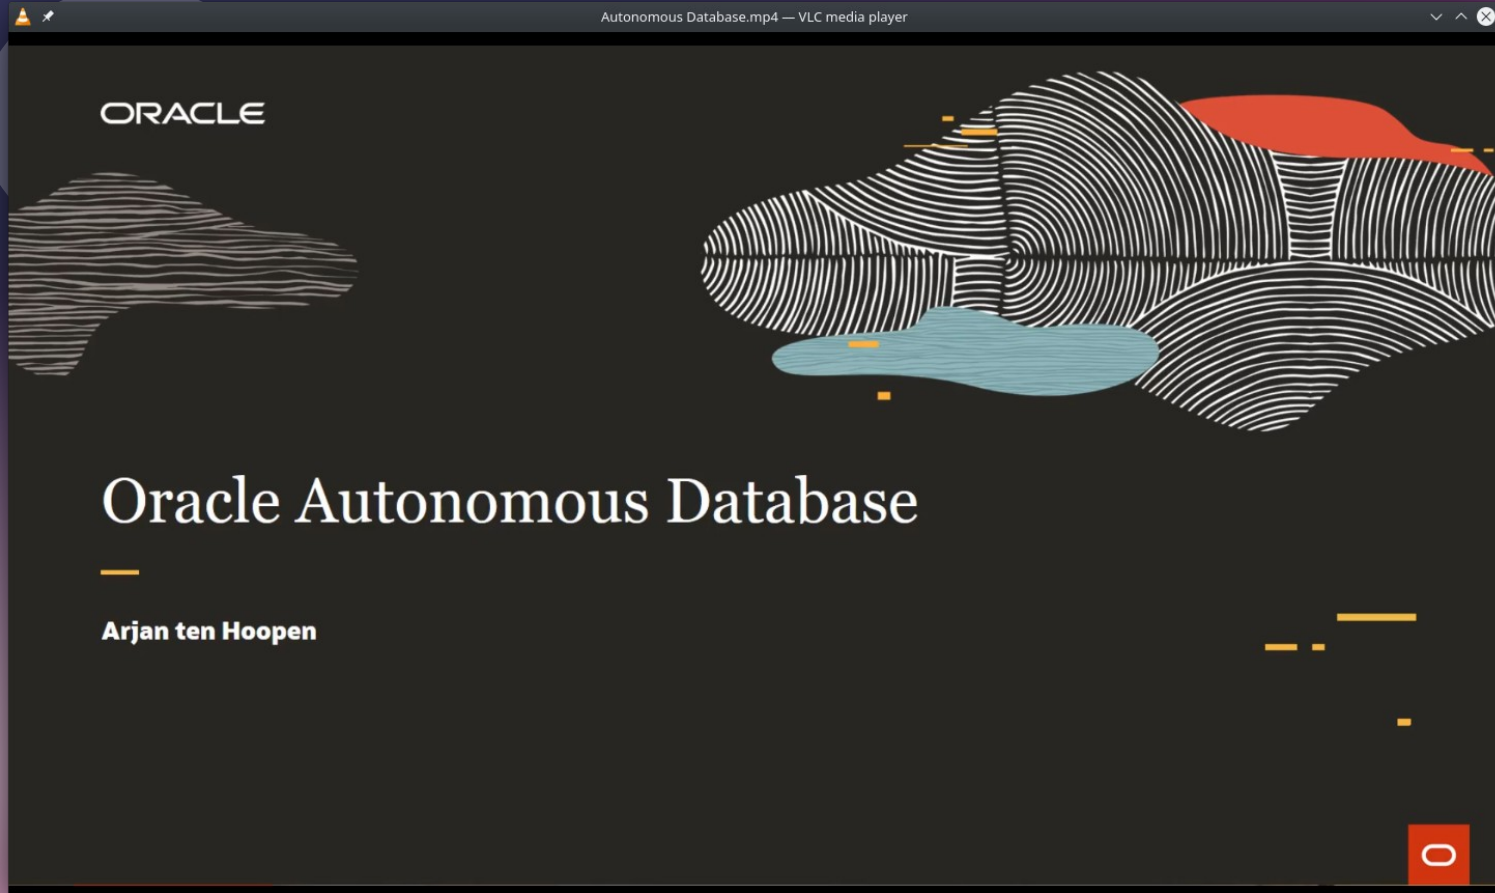 Autonomous Database.mp4 — VLC media player
ORACLE
Oracle Autonomous Database
Arjan ten Hoopen